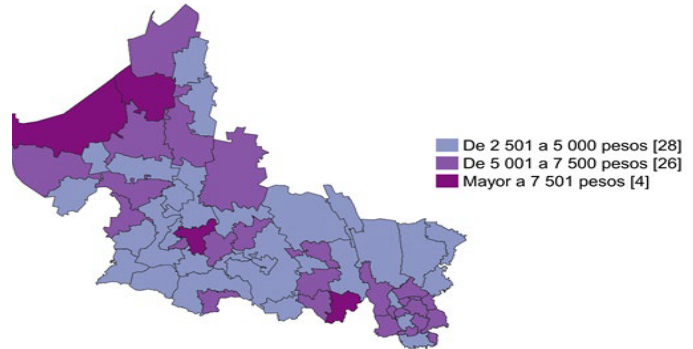 De 2 501 a 5 000 pesos [28]
De 5 001 a 7 500 pesos [26]
Mayor a 7 501 pesos [4]